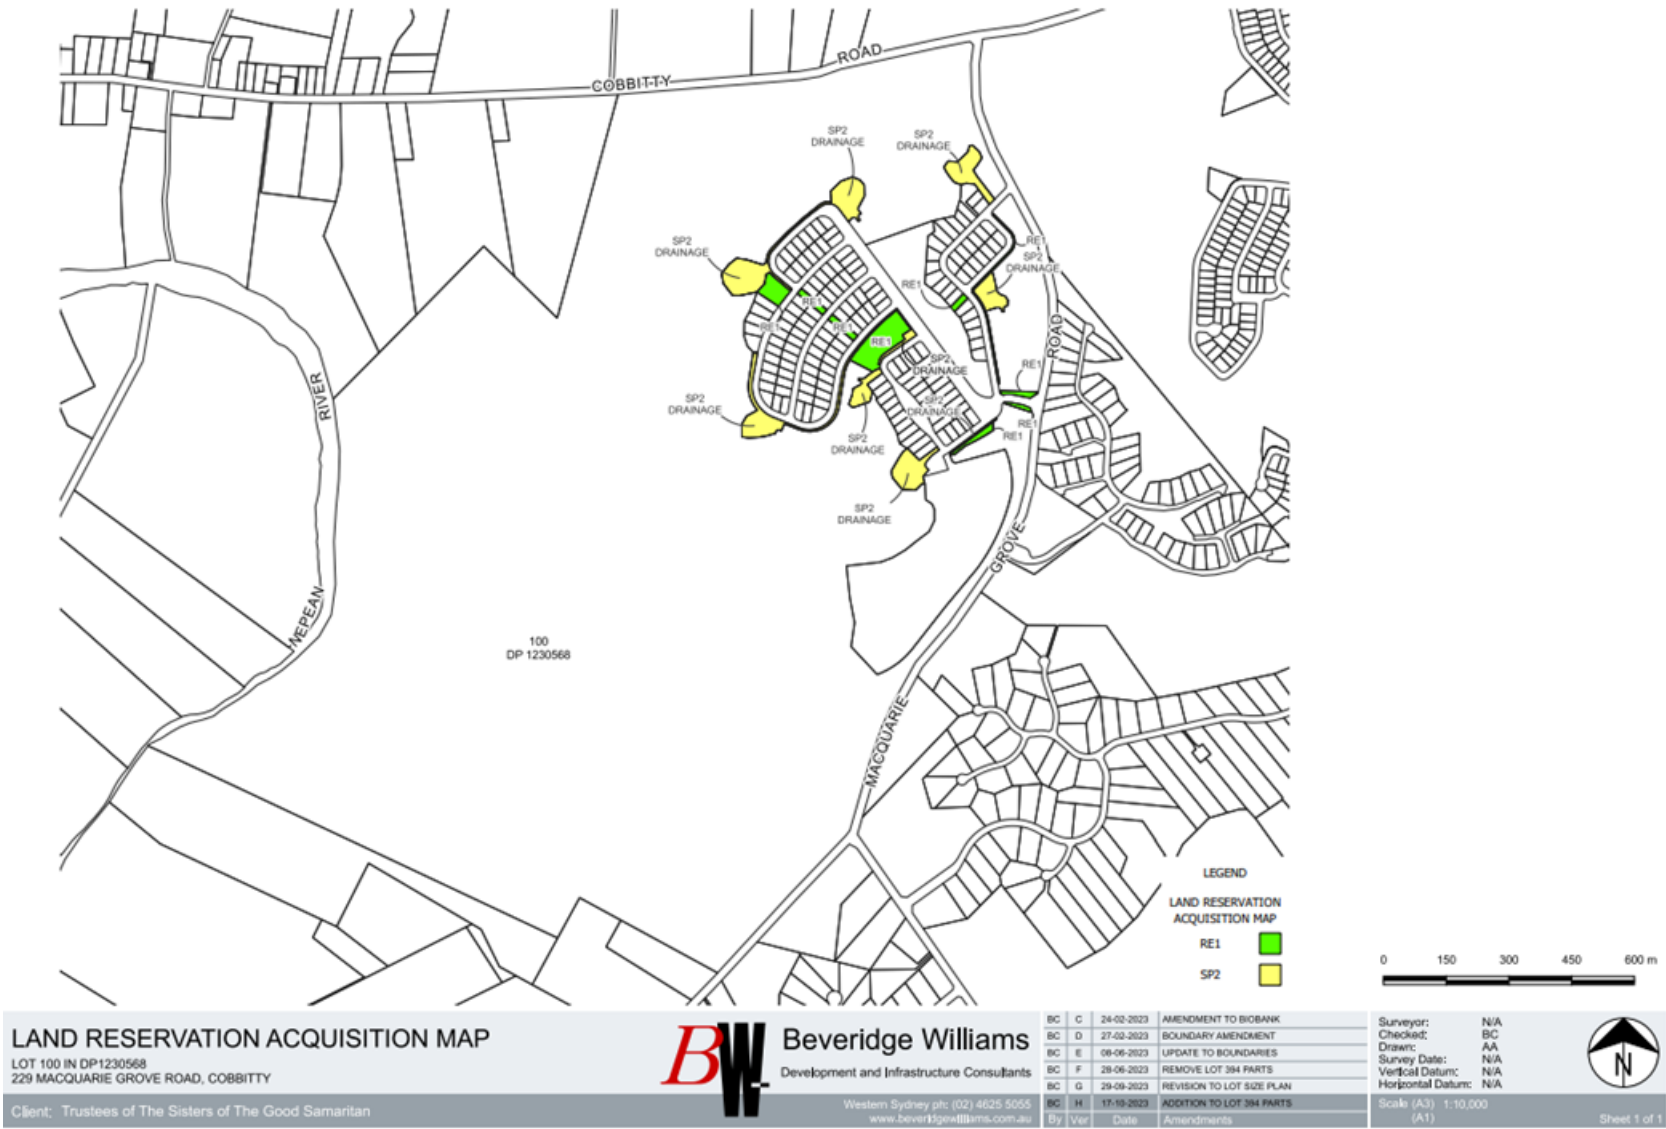 COBBITTY ROAD
SP2
DRAINAGE
SP2
DRAINAGE
SP2
DRAINAGE
RE1
SP2
DRAINAGE
RE1
RE1
RE1
RE1
RE1
SP2
DRAINAGE
RE1
SP2
DRAINAGE
SP2
DRAINAGE
RE1
RE1
SP2
DRAINAGE
SP2
DRAINAGE
NEPEAN RIVER
MACQUARIE GROVE ROAD
100
DP 1230568
LEGEND
LAND RESERVATION
ACQUISITION MAP
RE1
SP2
0 150 300 450 600 m
LAND RESERVATION ACQUISITION MAP
LOT 100 IN DP1230568
229 MACQUARIE GROVE ROAD, COBBITTY
Client: Trustees of The Sisters of The Good Samaritan
BW
Beveridge Williams
Development and Infrastructure Consultants
Western Sydney ph: (02) 4625 5055
www.beveridgewilliams.com.au
BC C 24-02-2023 AMENDMENT TO BIOBANK
BC D 27-02-2023 BOUNDARY AMENDMENT
BC E 08-06-2023 UPDATE TO BOUNDARIES
BC F 28-06-2023 REMOVE LOT 394 PARTS
BC G 29-09-2023 REVISION TO LOT SIZE PLAN
BC H 17-10-2023 ADDITION TO LOT 394 PARTS
By Ver Date Amendments
Surveyor: N/A
Checked: BC
Drawn: AA
Survey Date: N/A
Vertical Datum: N/A
Horizontal Datum: N/A
Scale (A3) 1:10,000
(A1)
N
Sheet 1 of 1